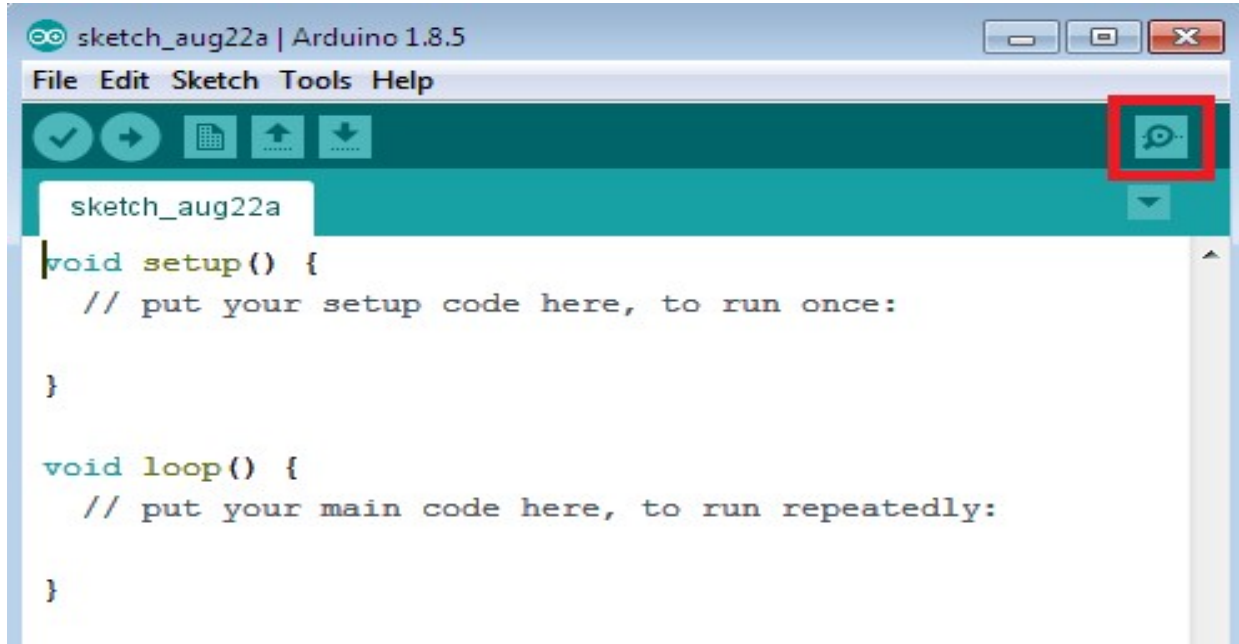 sketch_aug22a | Arduino 1.8.5
File Edit Sketch Tools Help
sketch_aug22a
void setup() {
  // put your setup code here, to run once:
}
void loop() {
  // put your main code here, to run repeatedly:
}